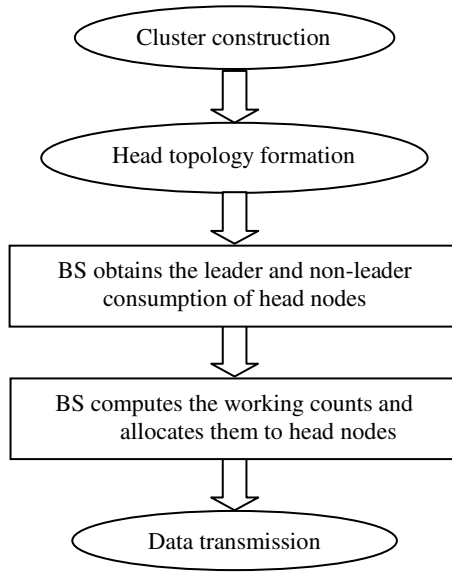 Cluster construction
Head topology formation
BS obtains the leader and non-leader
consumption of head nodes
BS computes the working counts and
allocates them to head nodes
Data transmission